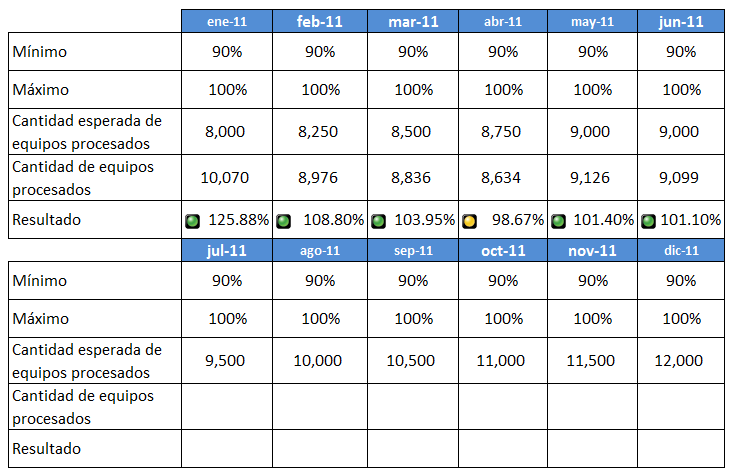 ene-11 feb-11 mar-11 abr-11 may-11 jun-11
Mínimo 90% 90% 90% 90% 90% 90%
Máximo 100% 100% 100% 100% 100% 100%
Cantidad esperada de
equipos procesados 8,000 8,250 8,500 8,750 9,000 9,000
Cantidad de equipos
procesados 10,070 8,976 8,836 8,634 9,126 9,099
Resultado 125.88% 108.80% 103.95% 98.67% 101.40% 101.10%
jul-11 ago-11 sep-11 oct-11 nov-11 dic-11
Mínimo 90% 90% 90% 90% 90% 90%
Máximo 100% 100% 100% 100% 100% 100%
Cantidad esperada de
equipos procesados 9,500 10,000 10,500 11,000 11,500 12,000
Cantidad de equipos
procesados
Resultado